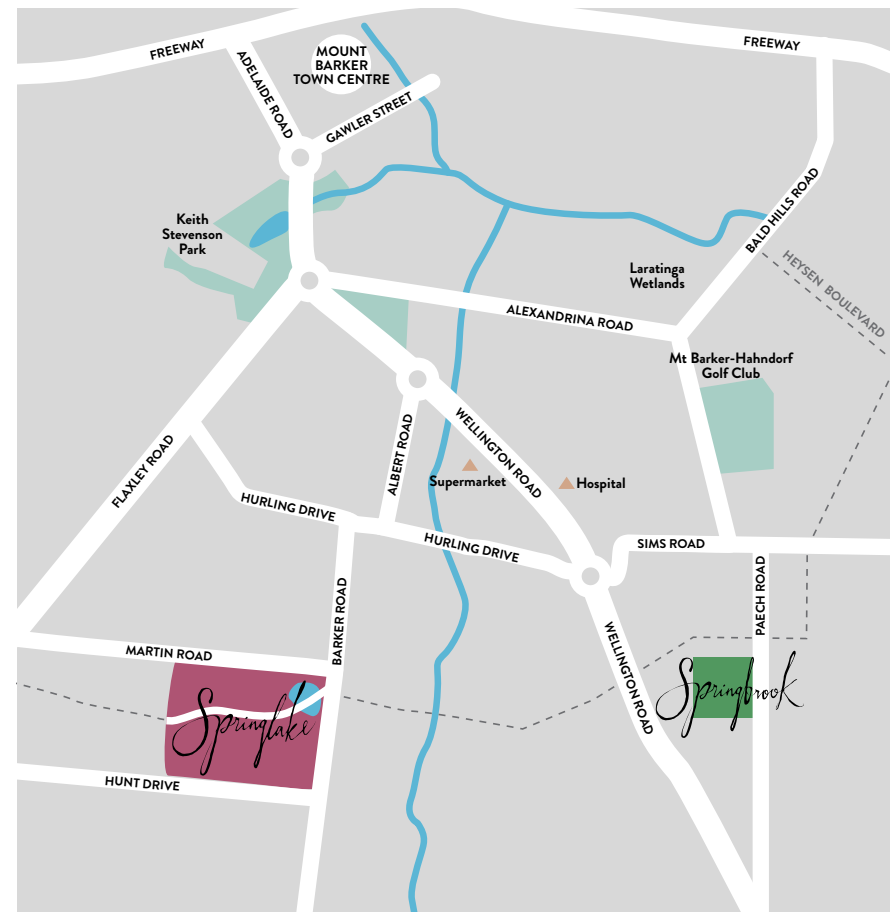 FREEWAY
FREEWAY
MOUNT
BARKER
TOWN CENTRE
ADELAIDE ROAD
GAWLER STREET
BALD HILLS ROAD
Keith
Stevenson
Park
HEYSEN BOULEVARD
Laratinga
Wetlands
ALEXANDRINA ROAD
Mt Barker-Hahndorf
Golf Club
FLAXLEY ROAD
ALBERT ROAD
WELLINGTON ROAD
Supermarket
Hospital
HURLING DRIVE
HURLING DRIVE
SIMS ROAD
BARKER ROAD
PAECH ROAD
MARTIN ROAD
WELLINGTON ROAD
Springlake
Springbrook
HUNT DRIVE